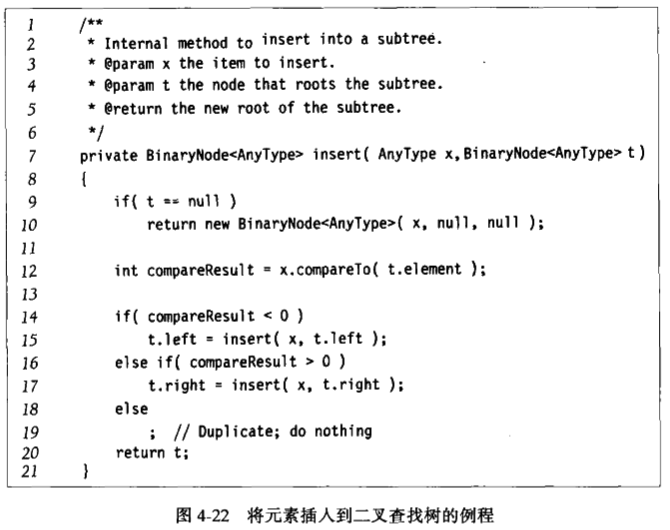 1 /**
2 * Internal method to insert into a subtree.
3 * @param x the item to insert.
4 * @param t the node that roots the subtree.
5 * @return the new root of the subtree.
6 */
7 private BinaryNode<AnyType> insert( AnyType x,BinaryNode<AnyType> t )
8 {
9 if( t == null )
10 return new BinaryNode<AnyType>( x, null, null );
11
12 int compareResult = x.compareTo( t.element );
13
14 if( compareResult < 0 )
15 t.left = insert( x, t.left );
16 else if( compareResult > 0 )
17 t.right = insert( x, t.right );
18 else
19 ; // Duplicate; do nothing
20 return t;
21 }
图 4-22 将元素插入到二叉查找树的例程